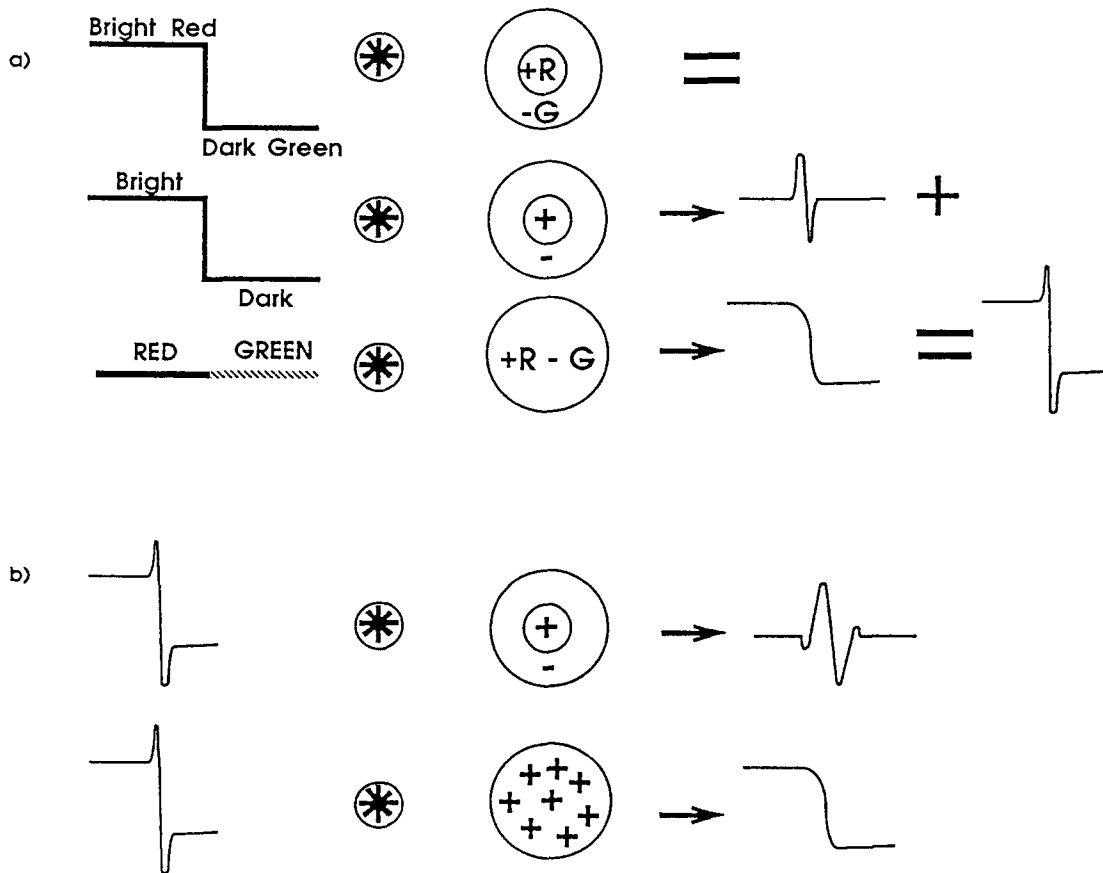 Bright Red
a)
+R
-G
=
Dark Green
Bright
+
-
+
Dark
RED GREEN
+R - G
=
b)
+
-
+ + + + + + + +